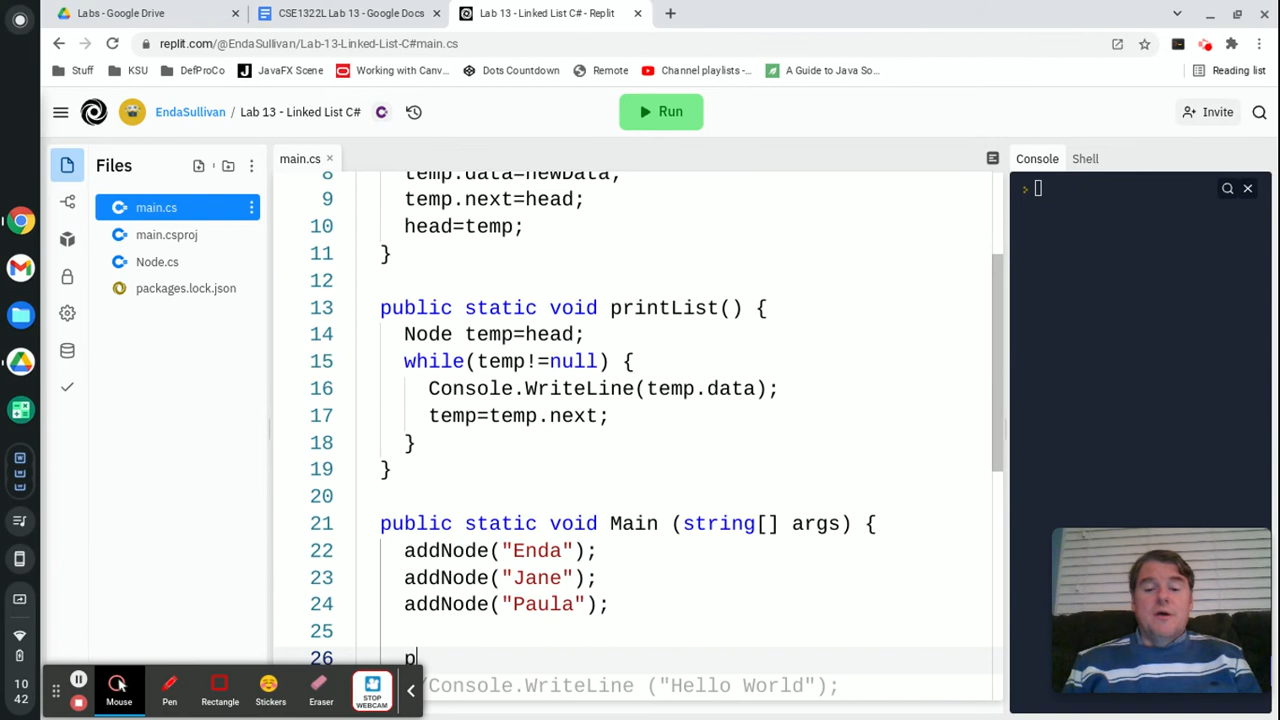 Labs - Google Drive
CSE1322L Lab 13 - Google Docs
Lab 13 - Linked List C# - Replit
replit.com/@EndaSullivan/Lab-13-Linked-List-C#main.cs
Stuff
KSU
DefProCo
JavaFX Scene
Working with Canv...
Dots Countdown
Remote
Channel playlists -...
A Guide to Java So...
Reading list
EndaSullivan / Lab 13 - Linked List C#
Run
Invite
Files
main.cs
main.csproj
Node.cs
packages.lock.json
main.cs
8 temp.data=newData;
9 temp.next=head;
10 head=temp;
11 }
12
13 public static void printList() {
14 Node temp=head;
15 while(temp!=null) {
16 Console.WriteLine(temp.data);
17 temp=temp.next;
18 }
19 }
20
21 public static void Main (string[] args) {
22 addNode("Enda");
23 addNode("Jane");
24 addNode("Paula");
25
26 p
/Console.WriteLine ("Hello World");
Console
Shell
10
42
Mouse
Pen
Rectangle
Stickers
Eraser
STOP
WEBCAM